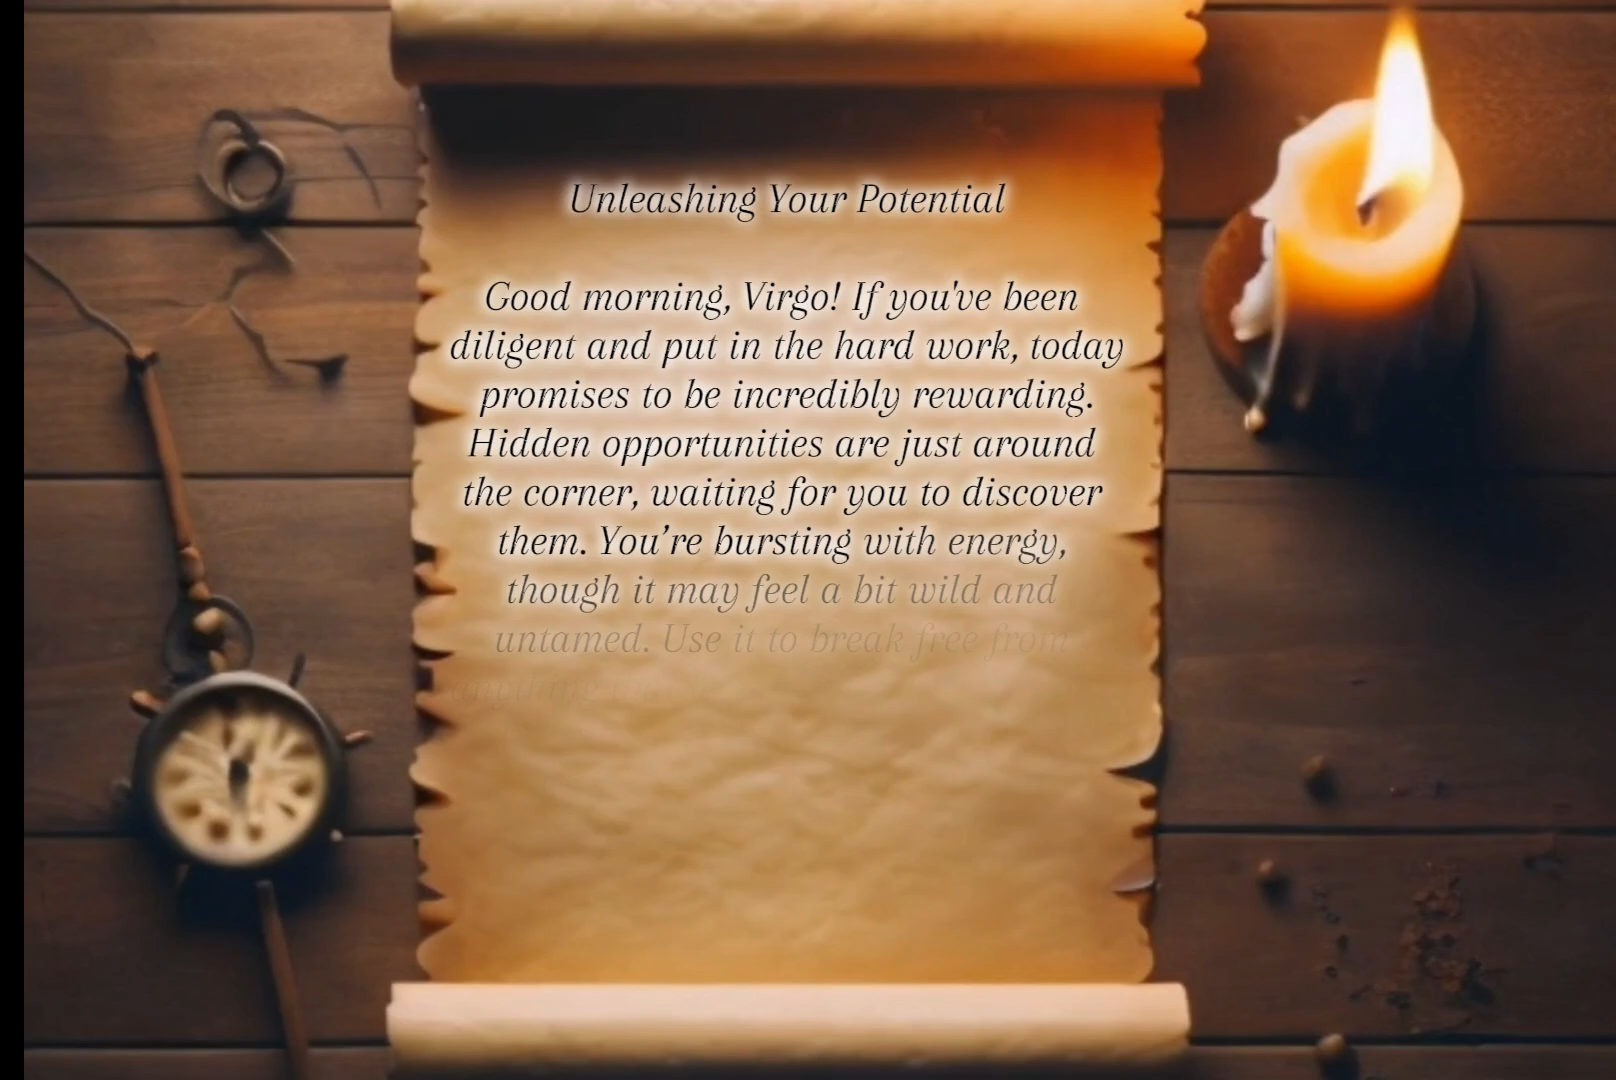 Unleashing Your Potential
Good morning, Virgo! If you've been
diligent and put in the hard work, today
promises to be incredibly rewarding.
Hidden opportunities are just around
the corner, waiting for you to discover
them. You’re bursting with energy,
though it may feel a bit wild and
untamed. Use it to break free from
anything